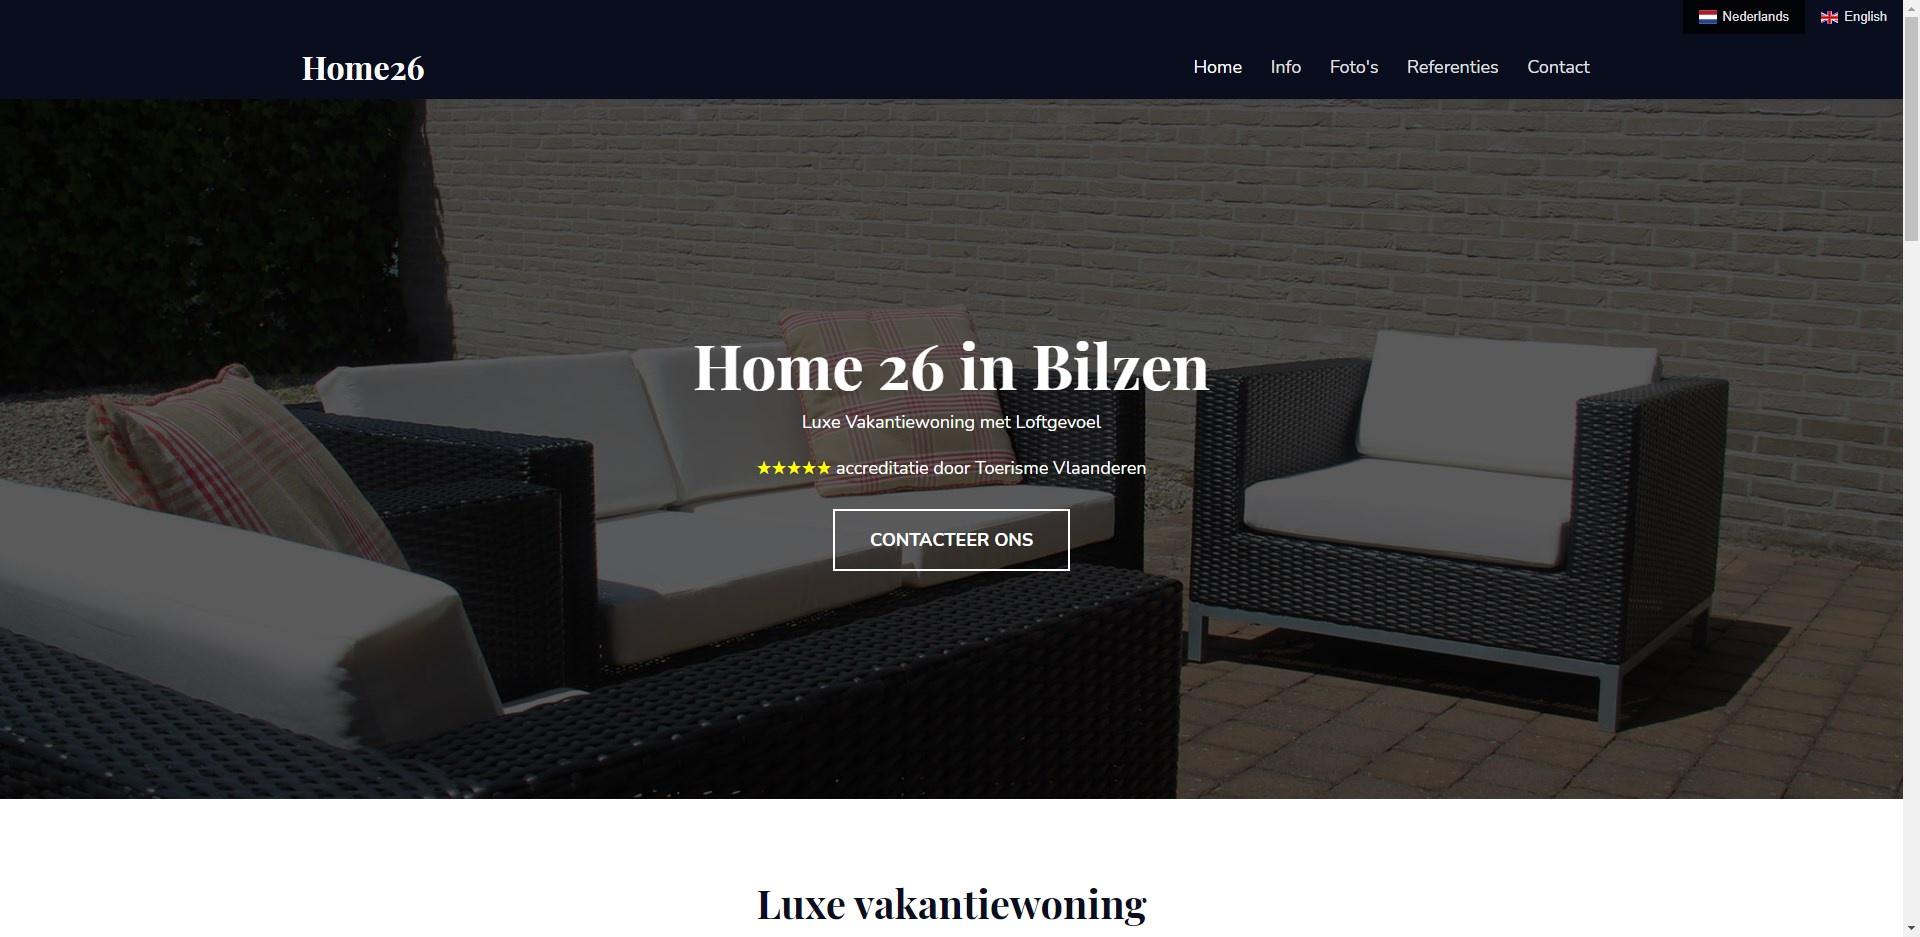 Nederlands English
Home26
Home Info Foto's Referenties Contact
Home 26 in Bilzen
Luxe Vakantiewoning met Loftgevoel
★★★★★ accreditatie door Toerisme Vlaanderen
CONTACTEER ONS
Luxe vakantiewoning